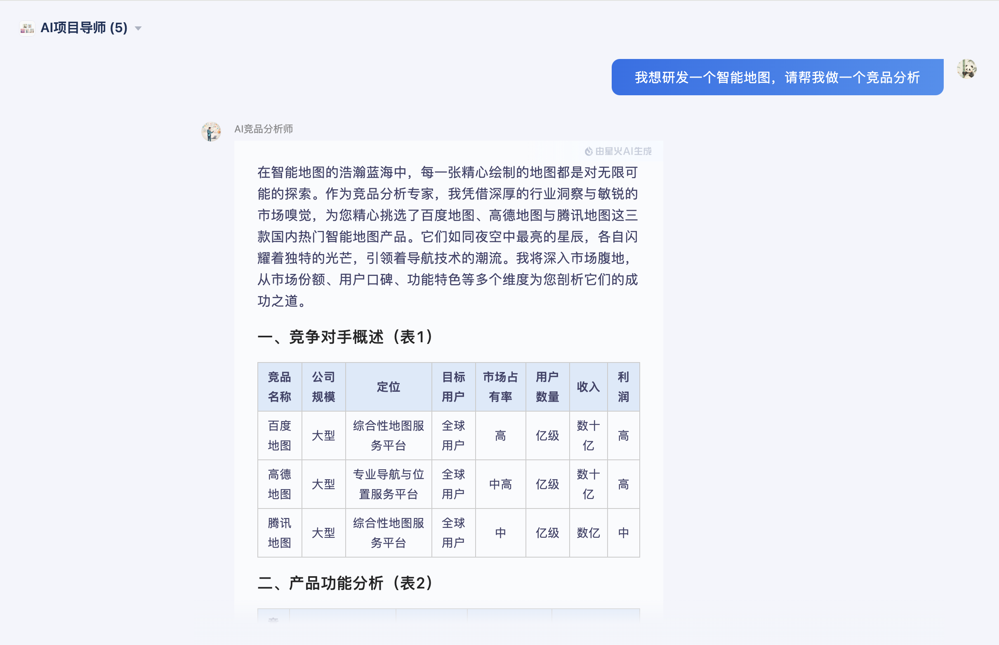 AI项目导师 (5)
我想研发一个智能地图，请帮我做一个竞品分析
AI竞品分析师
由星火AI生成
在智能地图的浩瀚蓝海中，每一张精心绘制的地图都是对无限可
能的探索。作为竞品分析专家，我凭借深厚的行业洞察与敏锐的
市场嗅觉，为您精心挑选了百度地图、高德地图与腾讯地图这三
款国内热门智能地图产品。它们如同夜空中最亮的星辰，各自闪
耀着独特的光芒，引领着导航技术的潮流。我将深入市场腹地，
从市场份额、用户口碑、功能特色等多个维度为您剖析它们的成
功之道。
一、竞争对手概述（表1）
竞品名称 公司规模 定位 目标用户 市场占有率 用户数量 收入 利润
百度地图 大型 综合性地图服务平台 全球用户 高 亿级 数十亿 高
高德地图 大型 专业导航与位置服务平台 全球用户 中高 亿级 数十亿 高
腾讯地图 大型 综合性地图服务平台 全球用户 中 亿级 数亿 中
二、产品功能分析（表2）